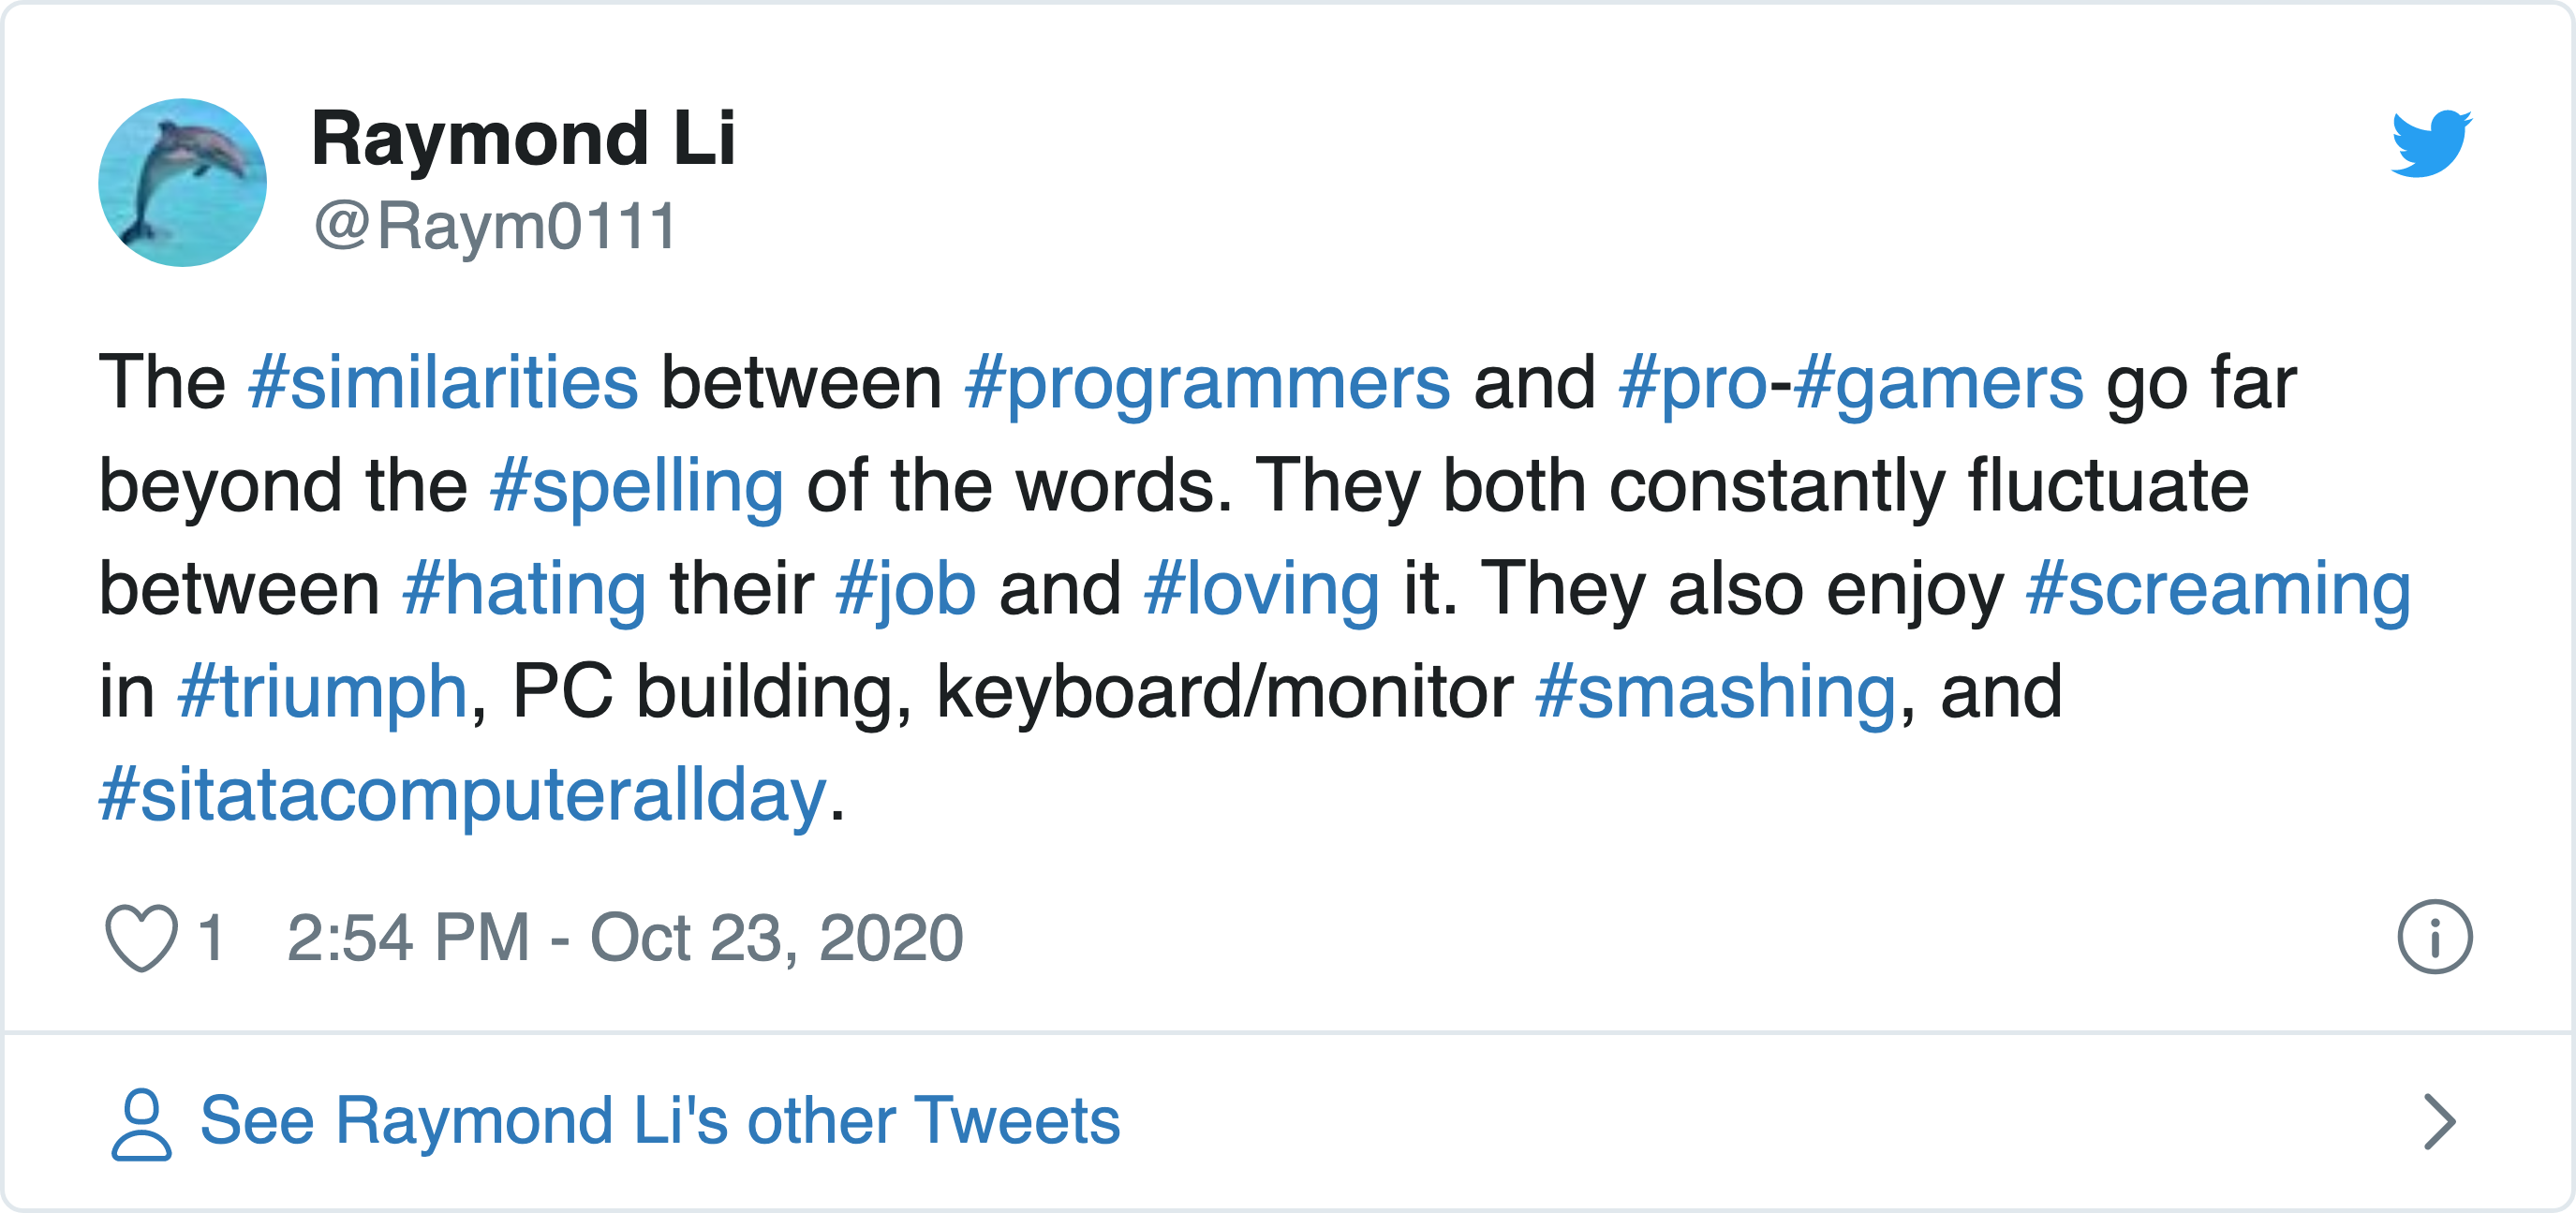 Raymond Li
@Raym0111
The #similarities between #programmers and #pro-#gamers go far
beyond the #spelling of the words. They both constantly fluctuate
between #hating their #job and #loving it. They also enjoy #screaming
in #triumph, PC building, keyboard/monitor #smashing, and
#sitatacomputerallday.
1 2:54 PM - Oct 23, 2020
See Raymond Li's other Tweets